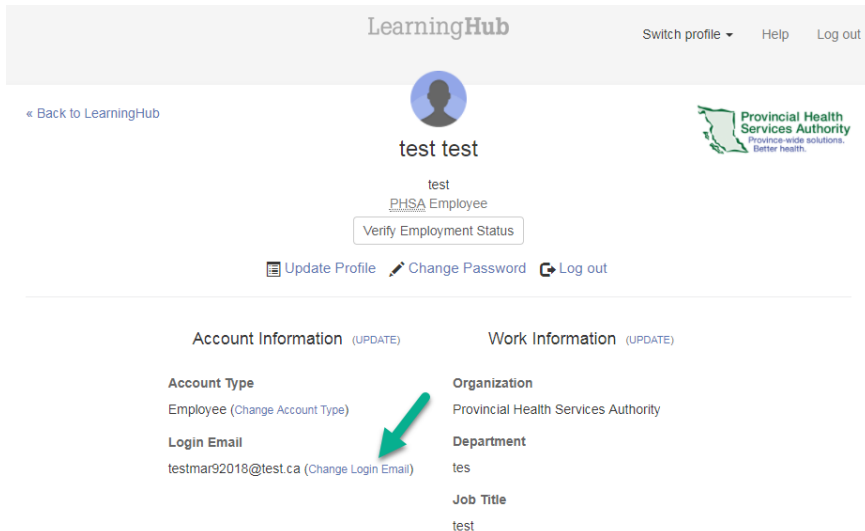 LearningHub
Switch profile Help Log out
« Back to LearningHub
Provincial Health
Services Authority
Province-wide solutions.
Better health.
test test
test
PHSA Employee
Verify Employment Status
Update Profile Change Password Log out
Account Information (UPDATE)
Work Information (UPDATE)
Account Type
Employee (Change Account Type)
Login Email
testmar92018@test.ca (Change Login Email)
Organization
Provincial Health Services Authority
Department
tes
Job Title
test